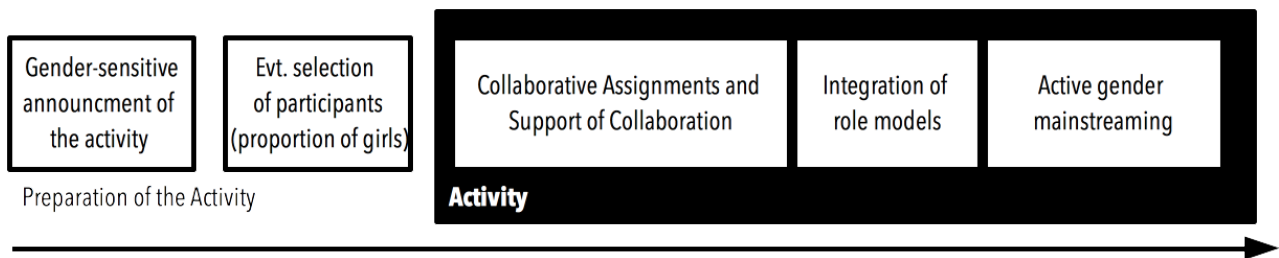 Gender-sensitive
announcment of
the activity
Evt. selection
of participants
(proportion of girls)
Collaborative Assignments and
Support of Collaboration
Integration of
role models
Active gender
mainstreaming
Preparation of the Activity
Activity